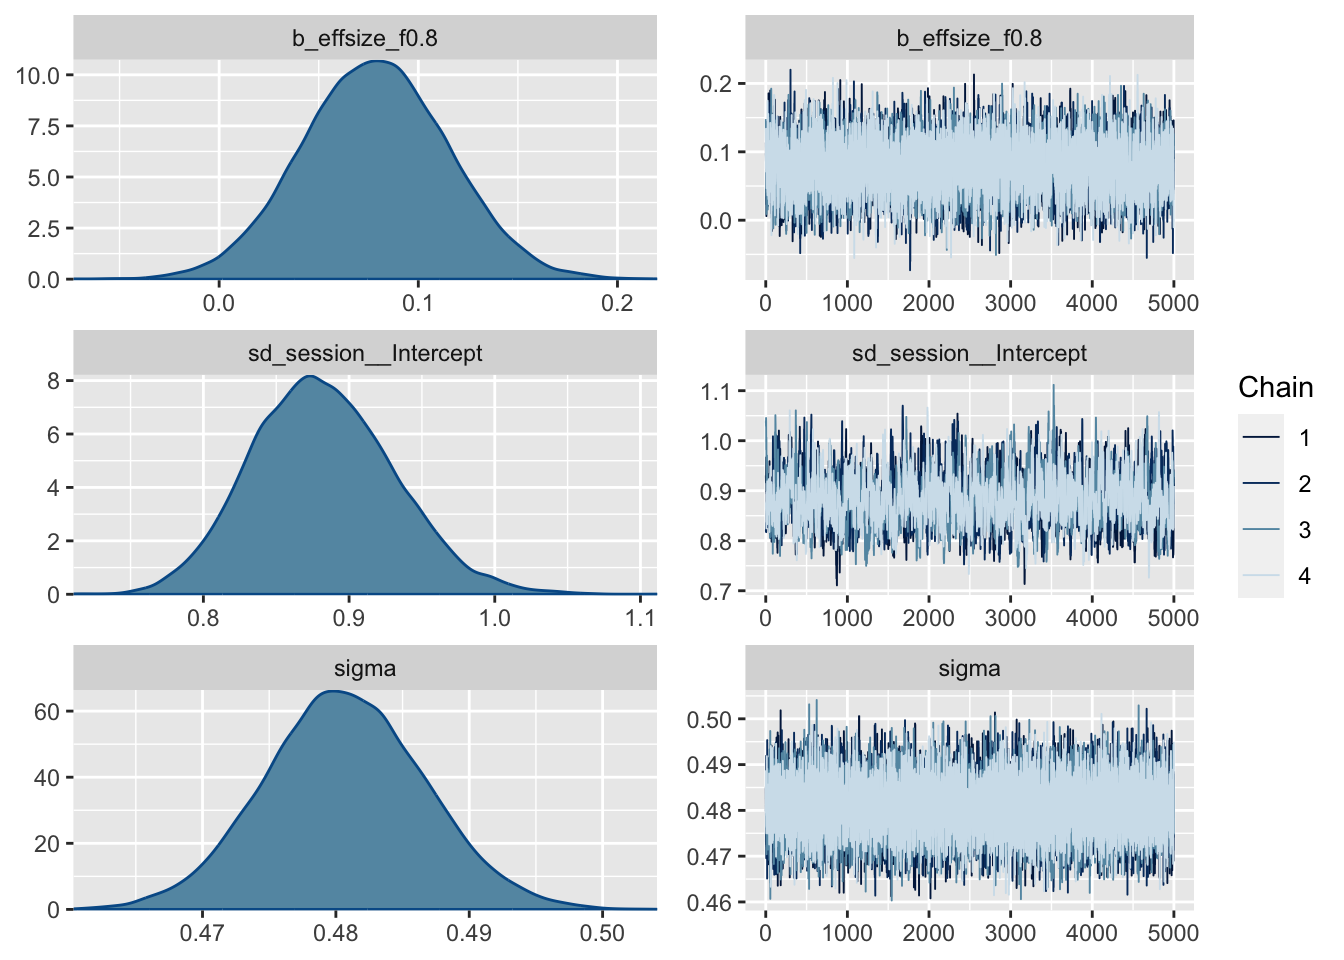 b_effsize_f0.8
10.0
7.5
5.0
2.5
0.0
0.0 0.1 0.2
b_effsize_f0.8
0.2
0.1
0.0
0 1000 2000 3000 4000 5000
sd_session__Intercept
8
6
4
2
0
0.8 0.9 1.0 1.1
sd_session__Intercept
1.1
1.0
0.9
0.8
0.7
0 1000 2000 3000 4000 5000
sigma
60
40
20
0
0.47 0.48 0.49 0.50
sigma
0.50
0.49
0.48
0.47
0.46
0 1000 2000 3000 4000 5000
Chain
1
2
3
4